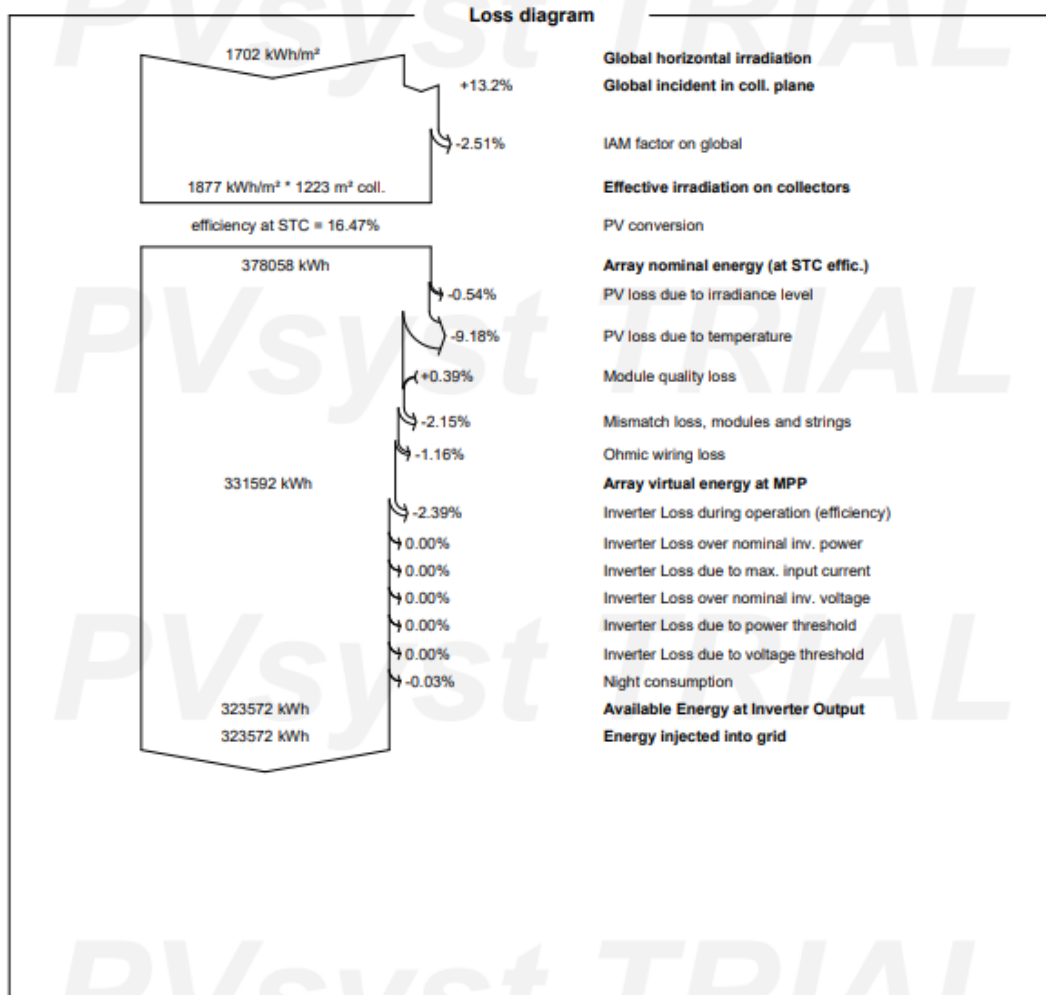 Loss diagram
1702 kWh/m² Global horizontal irradiation
+13.2% Global incident in coll. plane
-2.51% IAM factor on global
1877 kWh/m² * 1223 m² coll. Effective irradiation on collectors
efficiency at STC = 16.47% PV conversion
378058 kWh Array nominal energy (at STC effic.)
-0.54% PV loss due to irradiance level
-9.18% PV loss due to temperature
+0.39% Module quality loss
-2.15% Mismatch loss, modules and strings
-1.16% Ohmic wiring loss
331592 kWh Array virtual energy at MPP
-2.39% Inverter Loss during operation (efficiency)
0.00% Inverter Loss over nominal inv. power
0.00% Inverter Loss due to max. input current
0.00% Inverter Loss over nominal inv. voltage
0.00% Inverter Loss due to power threshold
0.00% Inverter Loss due to voltage threshold
-0.03% Night consumption
323572 kWh Available Energy at Inverter Output
323572 kWh Energy injected into grid
PVsyst TRIAL
PVsyst TRIAL
PVsyst TRIAL
PVsyst TRIAL